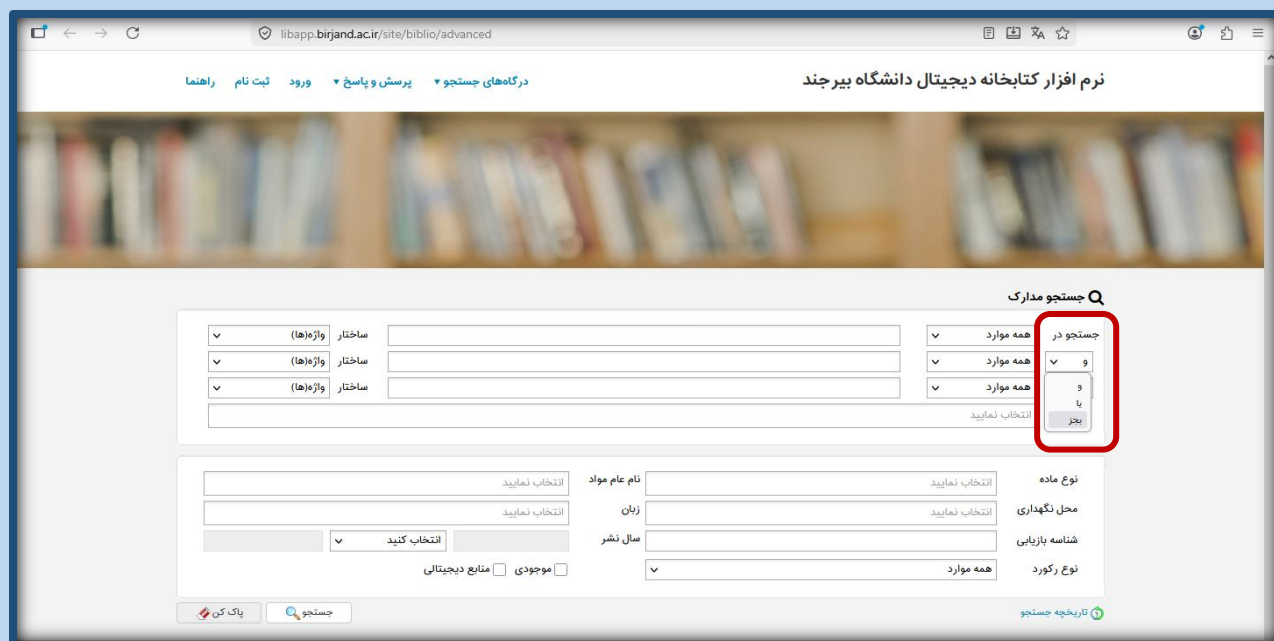 libapp.birjand.ac.ir/site/biblio/advanced
نرم افزار کتابخانه دیجیتال دانشگاه بیرجند
درگاه‌های جستجو پرسش و پاسخ ورود ثبت نام راهنما
جستجو مدارک
جستجو در همه موارد ساختار واژه(ها)
و همه موارد ساختار واژه(ها)
همه موارد ساختار واژه(ها)
و
یا
بجز
انتخاب نمایید
نوع ماده انتخاب نمایید نام عام مواد انتخاب نمایید
محل نگهداری انتخاب نمایید زبان انتخاب نمایید
شناسه بازیابی سال نشر انتخاب کنید
نوع رکورد همه موارد موجودی منابع دیجیتالی
تاریخچه جستجو جستجو پاک کن